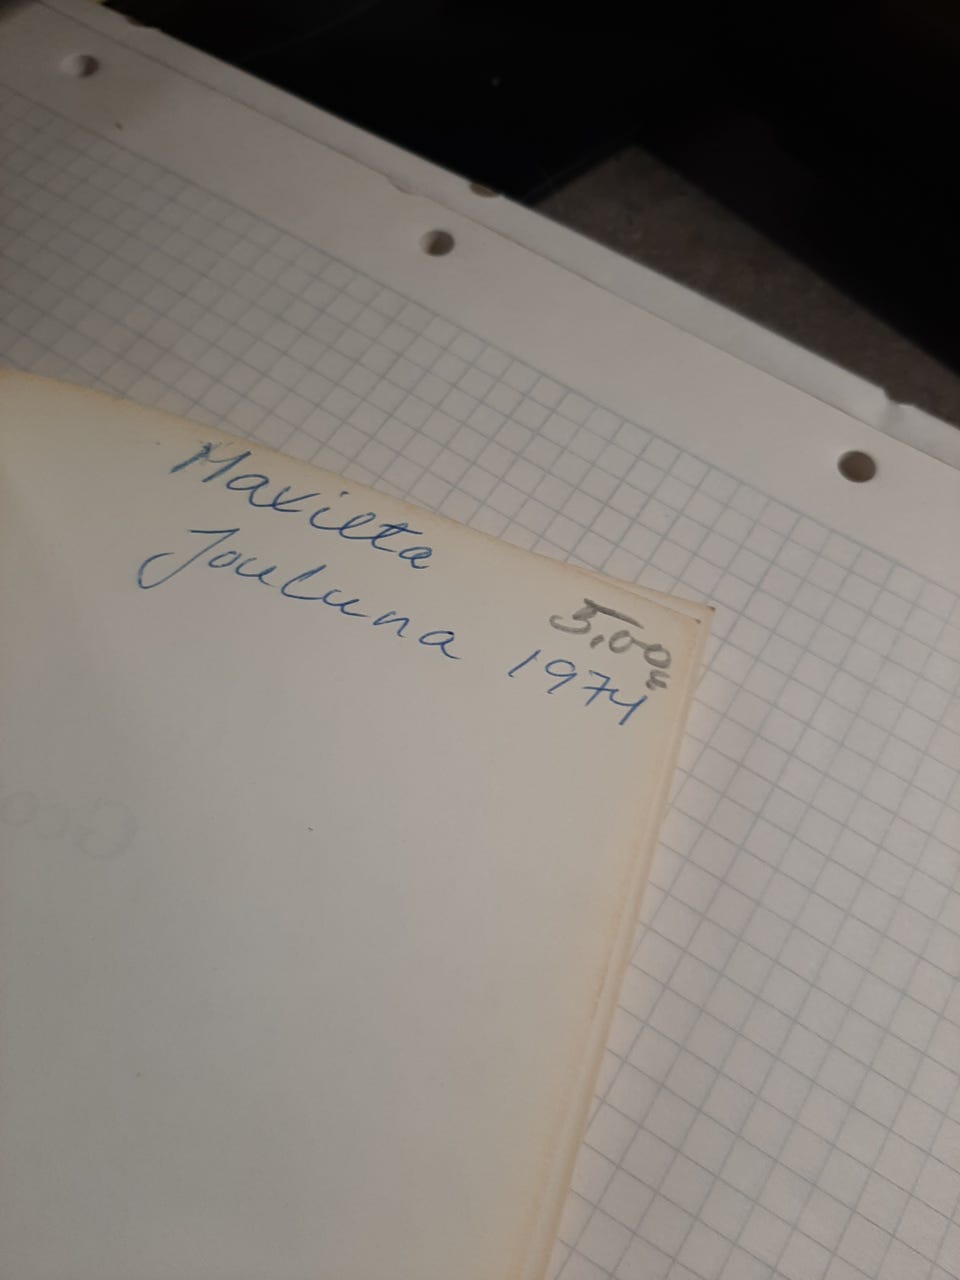 Maxilta
Jouluna 1974
5,00 €